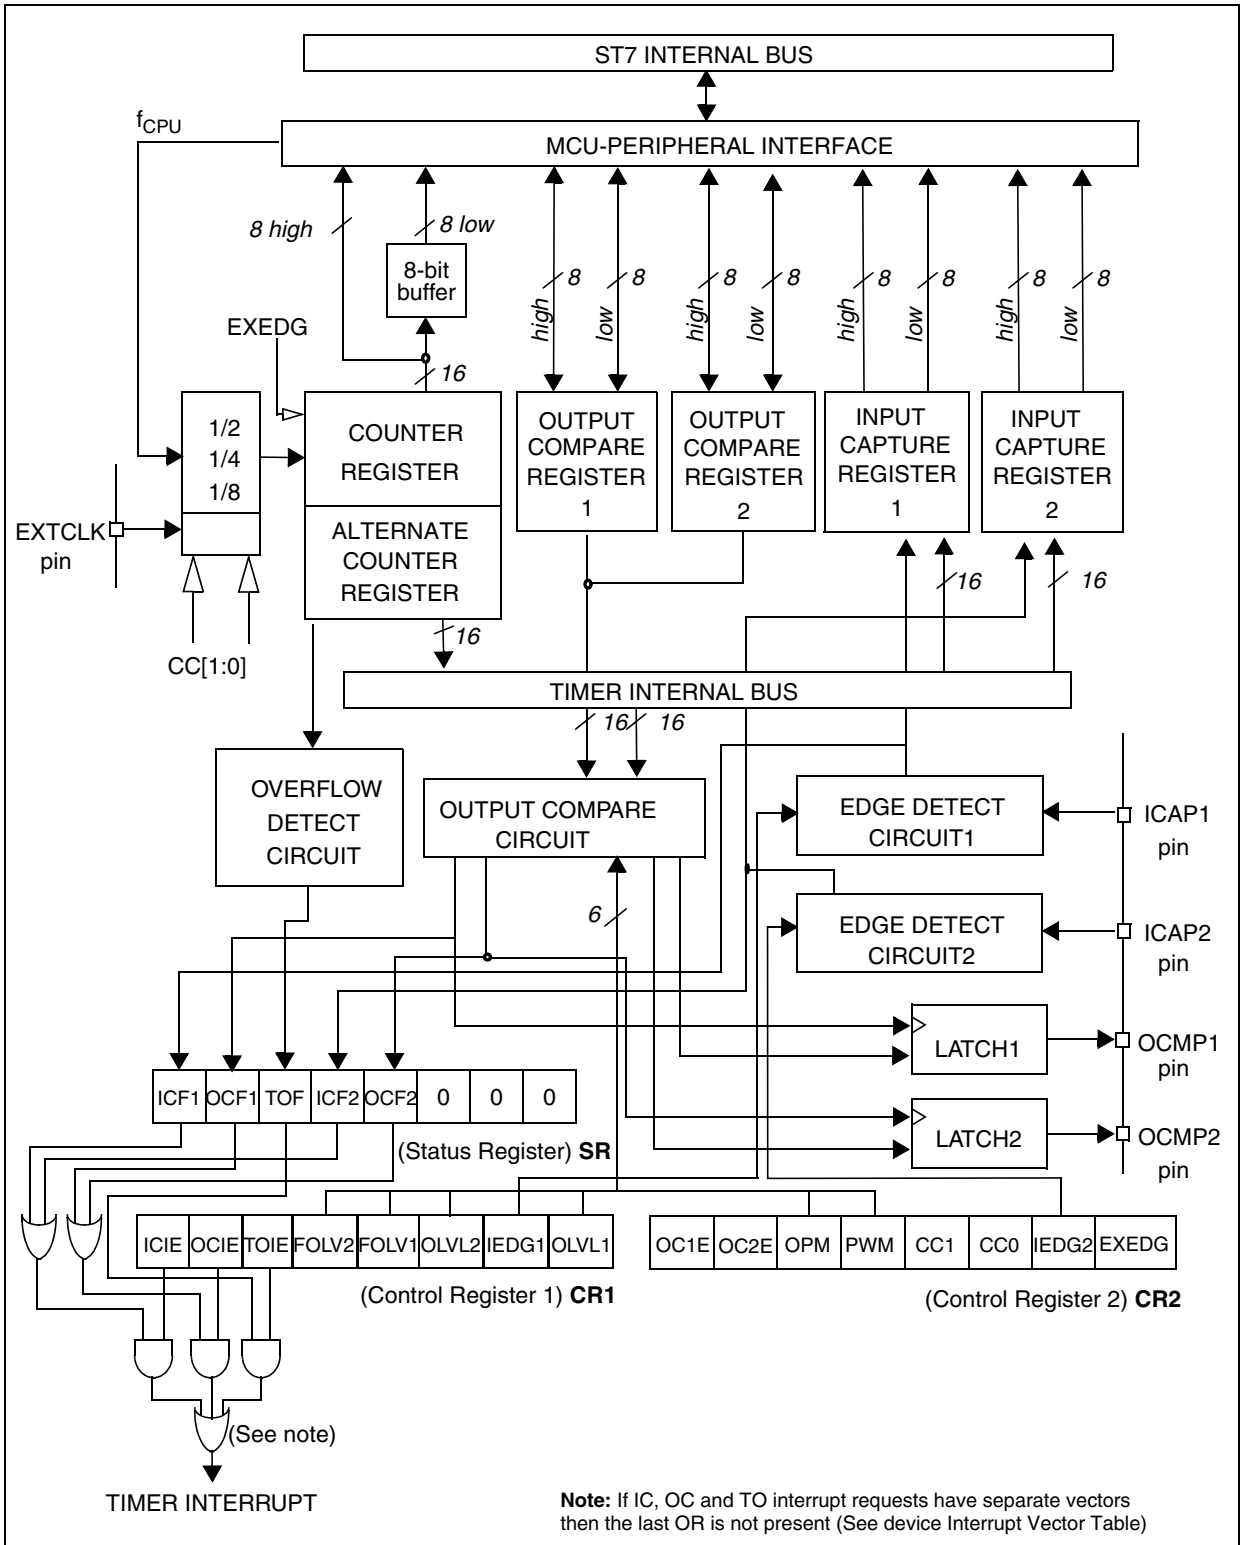 ST7 INTERNAL BUS
fCPU
MCU-PERIPHERAL INTERFACE
8 high
8 low
8-bit
buffer
8
8
8
8
8
8
8
8
high
low
high
low
high
low
high
low
EXEDG
16
1/2
1/4
1/8
COUNTER
REGISTER
ALTERNATE
COUNTER
REGISTER
OUTPUT
COMPARE
REGISTER
1
OUTPUT
COMPARE
REGISTER
2
INPUT
CAPTURE
REGISTER
1
INPUT
CAPTURE
REGISTER
2
EXTCLK
pin
16
16
16
CC[1:0]
TIMER INTERNAL BUS
16
16
OVERFLOW
DETECT
CIRCUIT
OUTPUT COMPARE
CIRCUIT
EDGE DETECT
CIRCUIT1
ICAP1
pin
6
EDGE DETECT
CIRCUIT2
ICAP2
pin
LATCH1
OCMP1
pin
LATCH2
OCMP2
pin
ICF1 OCF1 TOF ICF2 OCF2 0 0 0
(Status Register) SR
ICIE OCIE TOIE FOLV2 FOLV1 OLVL2 IEDG1 OLVL1
(Control Register 1) CR1
OC1E OC2E OPM PWM CC1 CC0 IEDG2 EXEDG
(Control Register 2) CR2
(See note)
TIMER INTERRUPT
Note: If IC, OC and TO interrupt requests have separate vectors
then the last OR is not present (See device Interrupt Vector Table)